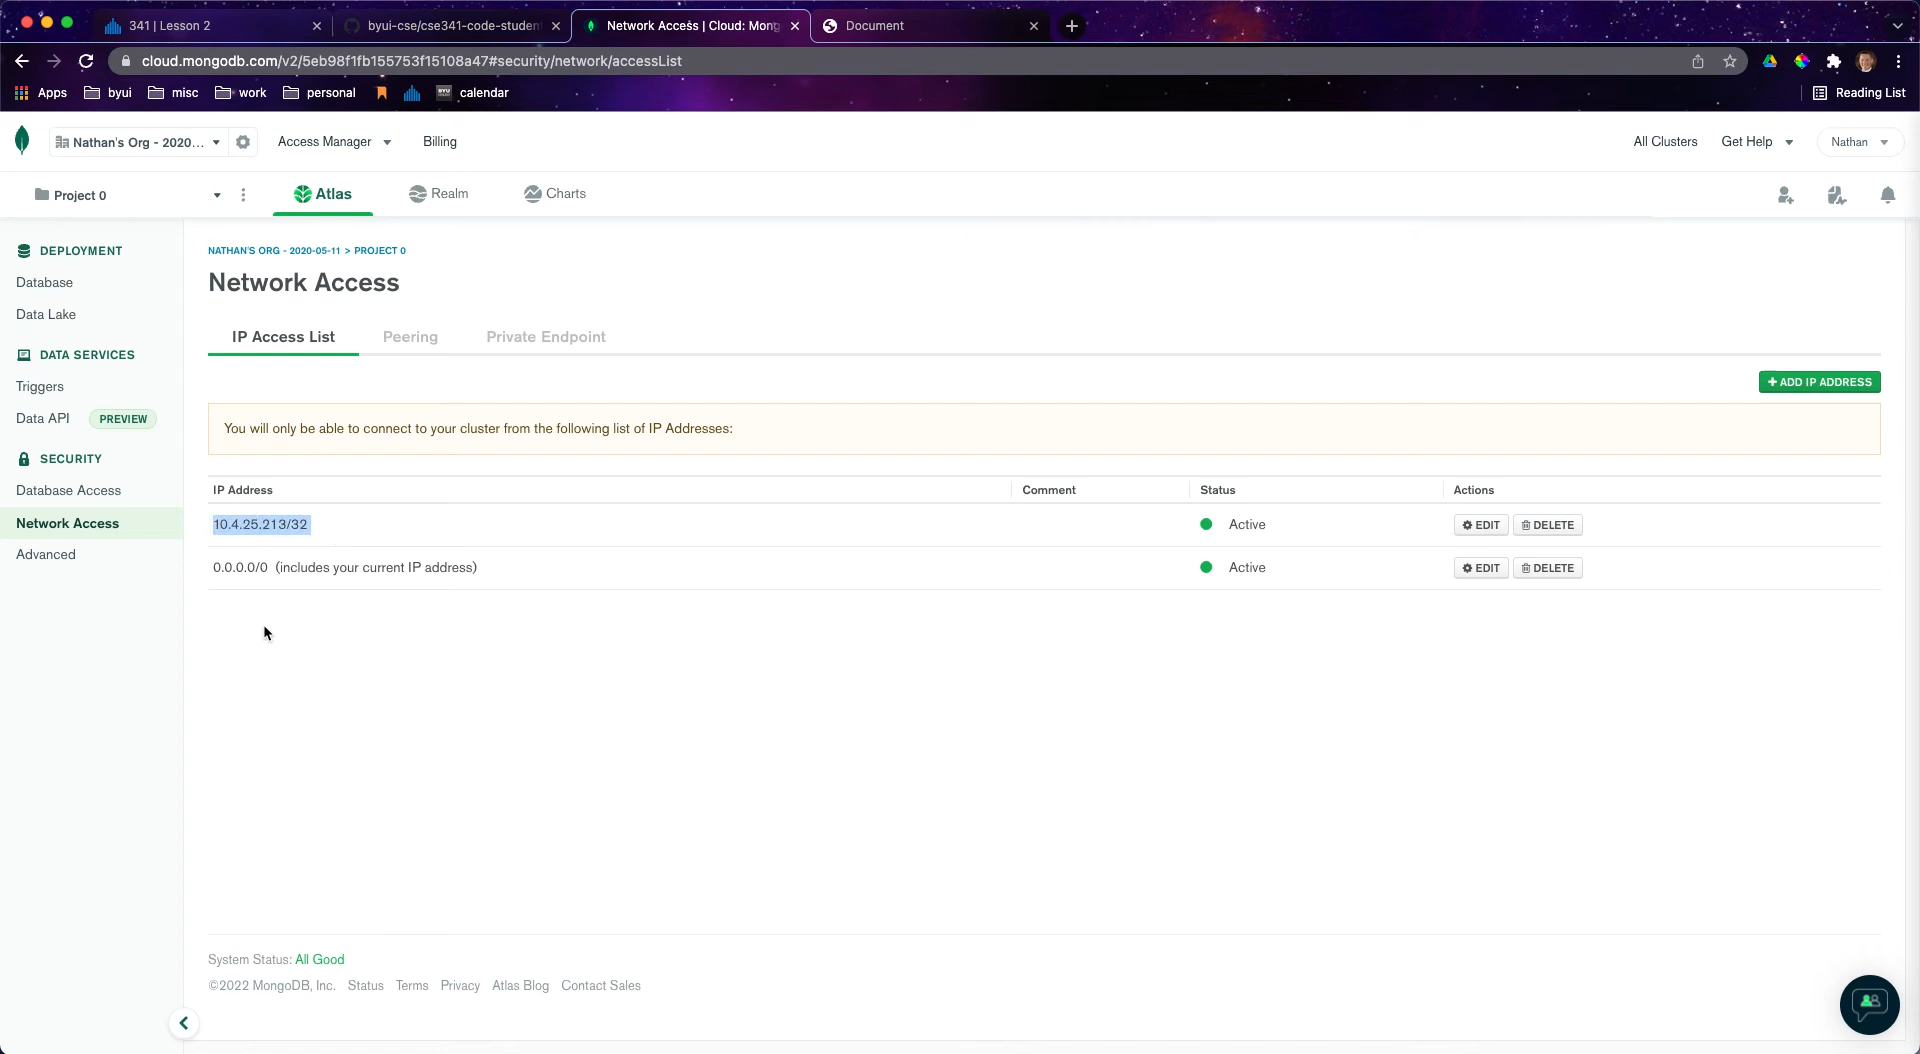 341 | Lesson 2
byui-cse/cse341-code-studen
Network Access | Cloud: Mong
Document
cloud.mongodb.com/v2/5eb98f1fb155753f15108a47#security/network/accessList
Apps byui misc work personal calendar Reading List
Nathan's Org - 2020... Access Manager Billing All Clusters Get Help Nathan
Project 0 Atlas Realm Charts
DEPLOYMENT
Database
Data Lake
DATA SERVICES
Triggers
Data API PREVIEW
SECURITY
Database Access
Network Access
Advanced
NATHAN'S ORG - 2020-05-11 > PROJECT 0
Network Access
IP Access List Peering Private Endpoint
+ ADD IP ADDRESS
You will only be able to connect to your cluster from the following list of IP Addresses:
IP Address Comment Status Actions
10.4.25.213/32 Active EDIT DELETE
0.0.0.0/0 (includes your current IP address) Active EDIT DELETE
System Status: All Good
©2022 MongoDB, Inc. Status Terms Privacy Atlas Blog Contact Sales